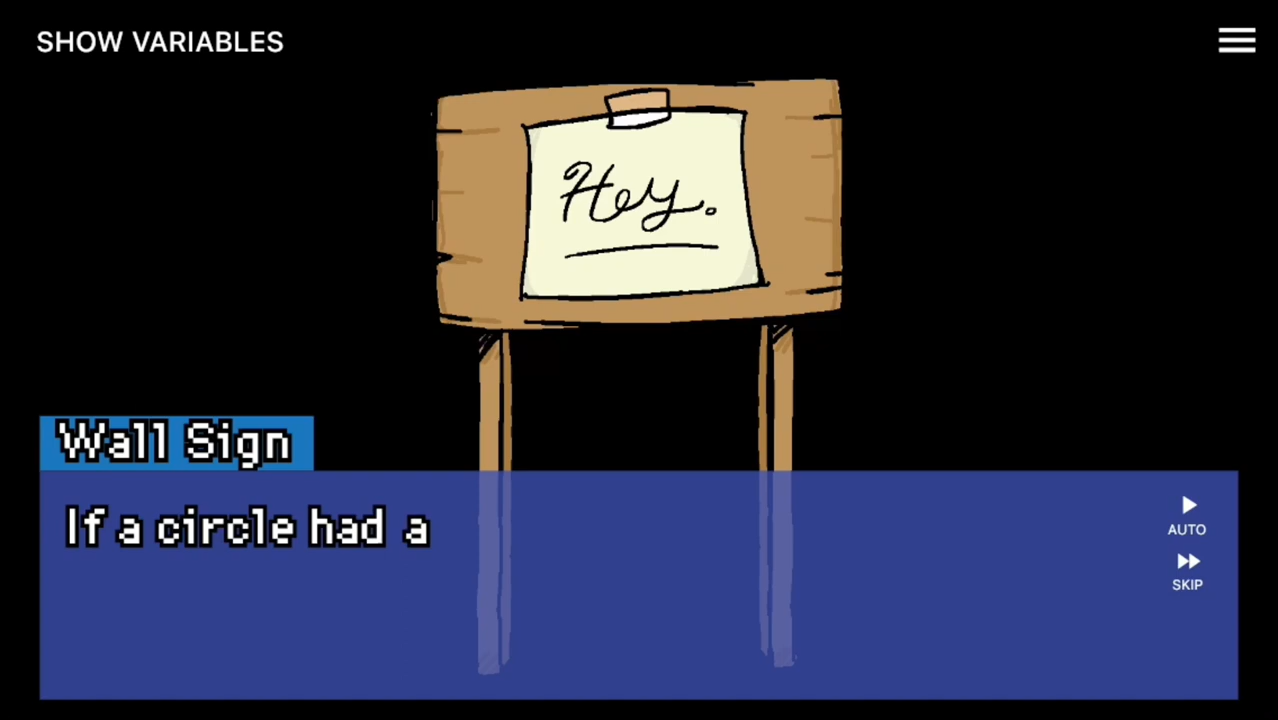 SHOW VARIABLES
Hey.
Wall Sign
If a circle had a
AUTO
SKIP